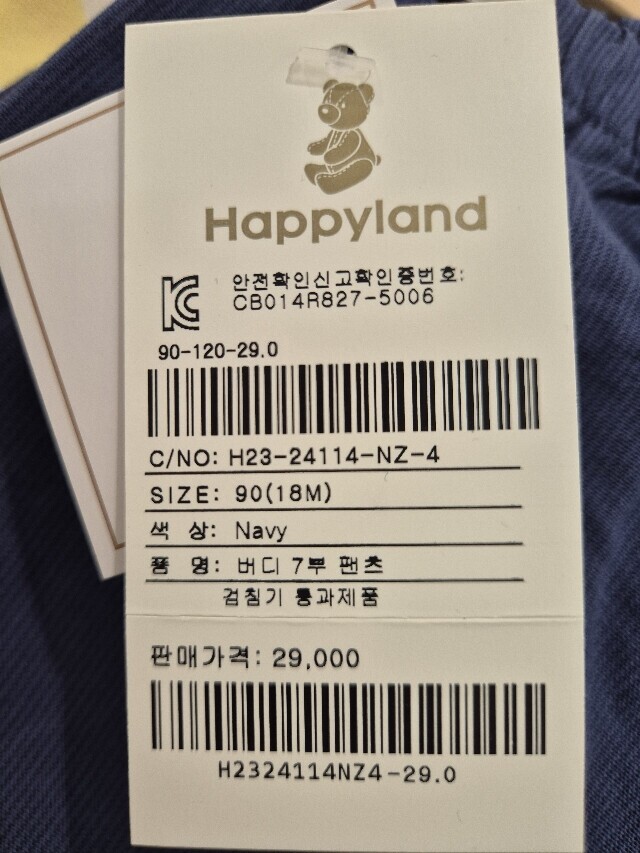 Happyland
안전확인신고확인증번호:
CB014R827-5006
90-120-29.0
C/NO: H23-24114-NZ-4
SIZE: 90(18M)
색 상: Navy
품 명: 버디 7부 팬츠
검침기 통과제품
판매가격: 29,000
H2324114NZ4-29.0